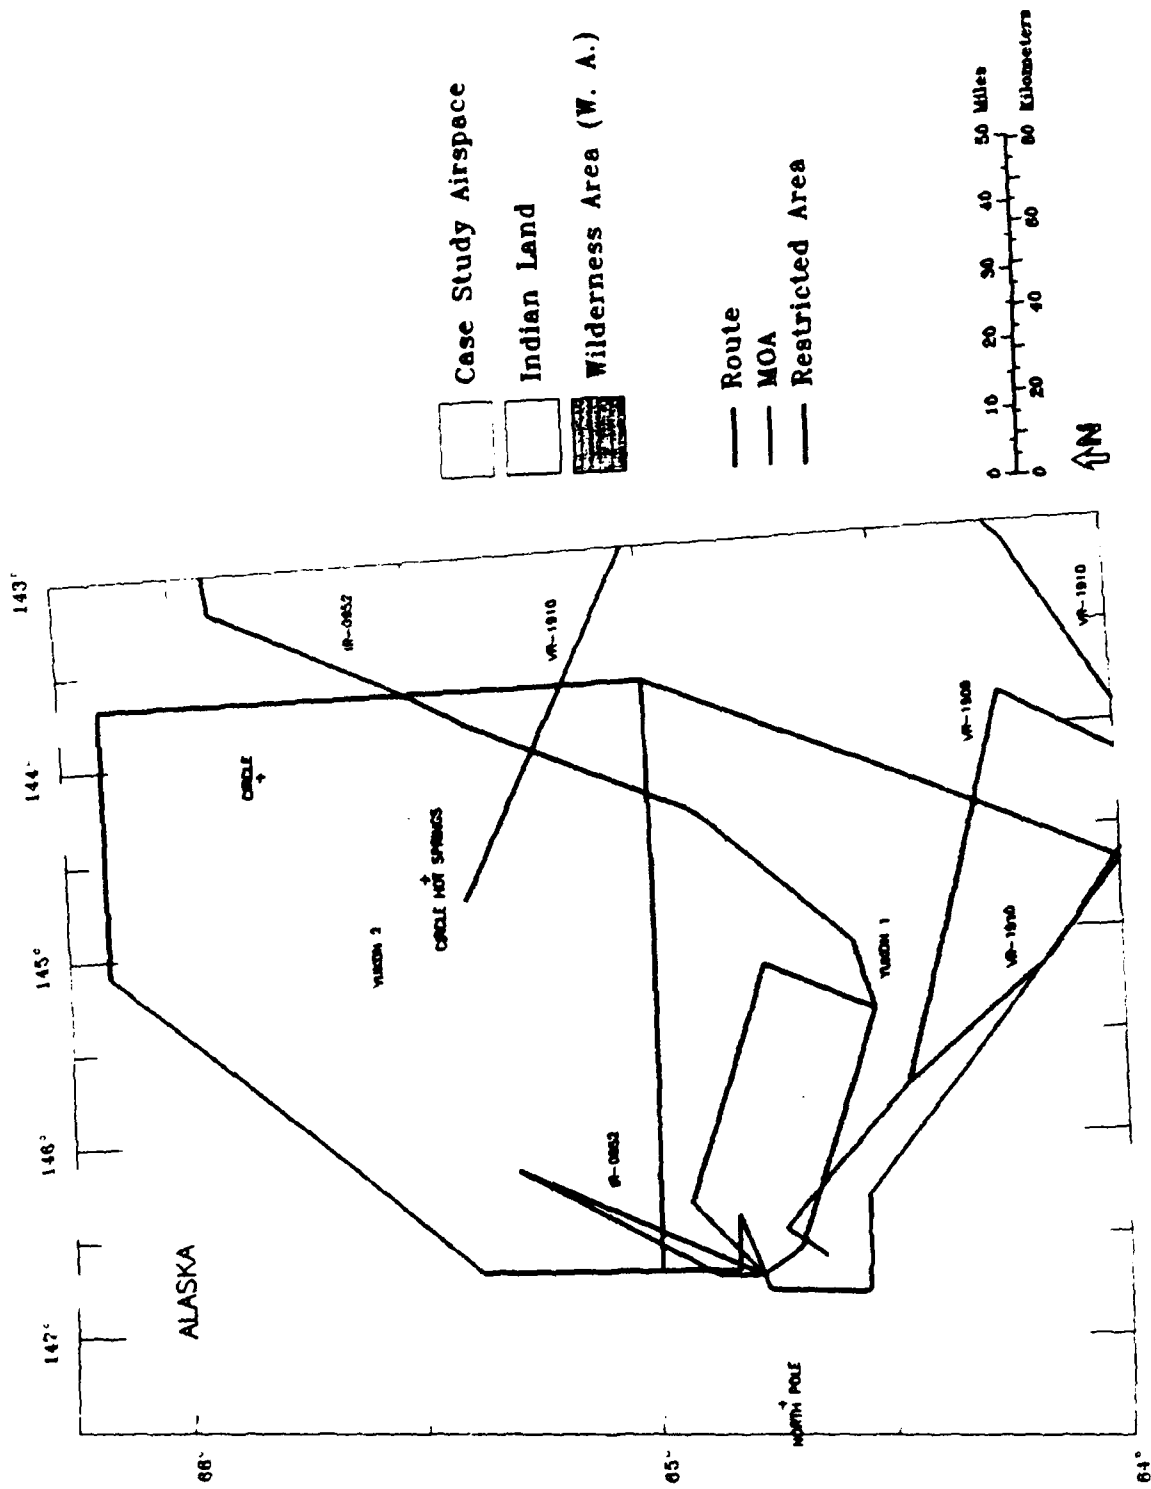 ALASKA
147°
146°
145°
144°
143°
66°
65°
64°
CIRCLE
CIRCLE HOT SPRINGS
YUKON 2
IR-0952
VR-1910
IR-0952
YUKON 1
VR-1909
VR-1910
VR-1910
NORTH POLE
Case Study Airspace
Indian Land
Wilderness Area (W. A.)
Route
MOA
Restricted Area
0 10 20 30 40 50 Miles
0 20 40 60 80 Kilometers
N